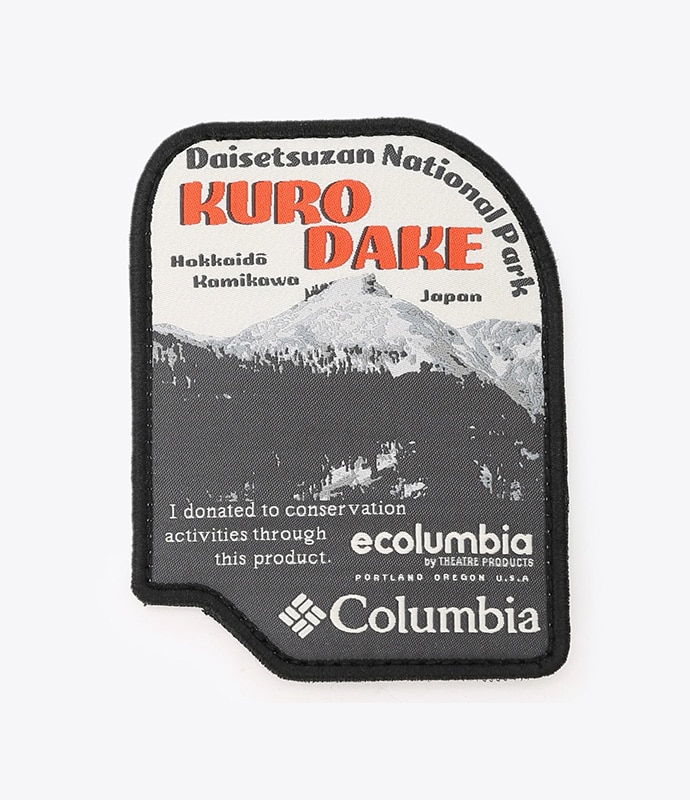 Daisetsuzan National Park
KURO
DAKE
Hokkaidō
Kamikawa
Japan
I donated to conservation
activities through
this product.
ecolumbia
by THEATRE PRODUCTS
PORTLAND OREGON U.S.A
Columbia